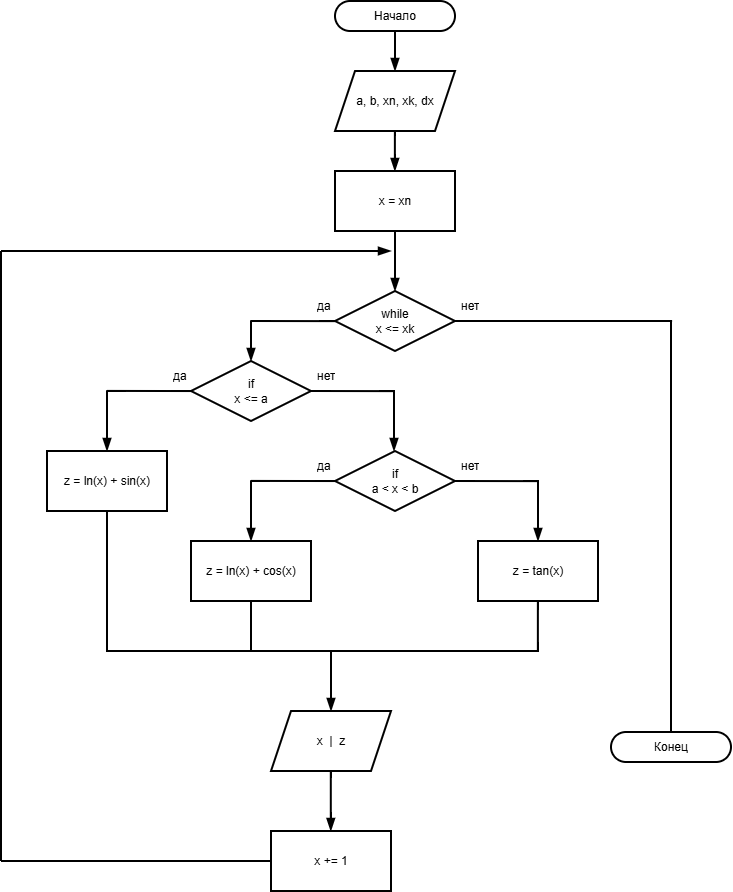 Начало
a, b, xn, xk, dx
x = xn
да
нет
while
x <= xk
да
нет
if
x <= a
да
нет
if
a < x < b
z = ln(x) + sin(x)
z = ln(x) + cos(x)
z = tan(x)
x | z
Конец
x += 1